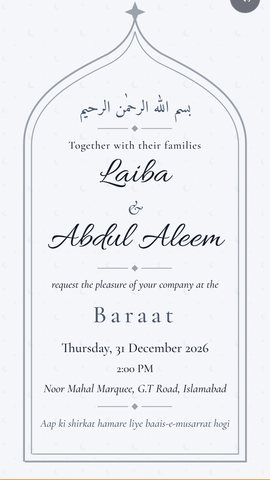 بسم الله الرحمٰن الرحيم
Together with their families
Laiba
&
Abdul Aleem
request the pleasure of your company at the
Baraat
Thursday, 31 December 2026
2:00 PM
Noor Mahal Marquee, G.T Road, Islamabad
Aap ki shirkat hamare liye baais-e-musarrat hogi